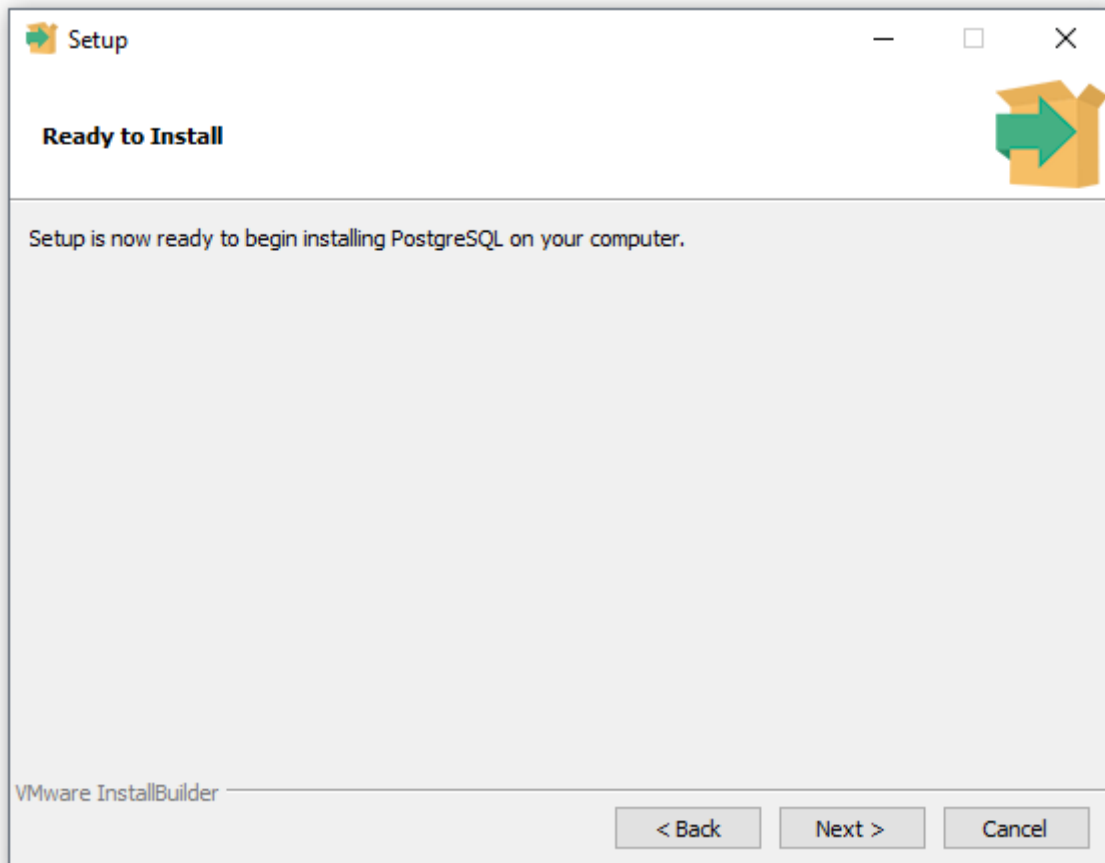 Setup
Ready to Install
Setup is now ready to begin installing PostgreSQL on your computer.
VMware InstallBuilder
< Back
Next >
Cancel